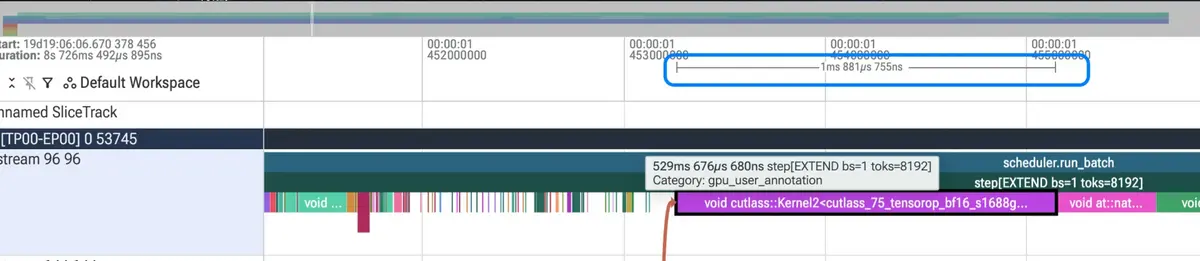 tart: 19d19:06:06.670 378 456
uration: 8s 726ms 492µs 895ns
00:00:01
452000000
00:00:01
453000000
00:00:01
454000000
00:00:01
455000000
1ms 881µs 755ns
Default Workspace
nnamed SliceTrack
[TP00-EP00] 0 53745
stream 96 96
529ms 676µs 680ns step[EXTEND bs=1 toks=8192]
Category: gpu_user_annotation
scheduler.run_batch
step[EXTEND bs=1 toks=8192]
void ...
void cutlass::Kernel2<cutlass_75_tensorop_bf16_s1688g...
void at::nat...
voi